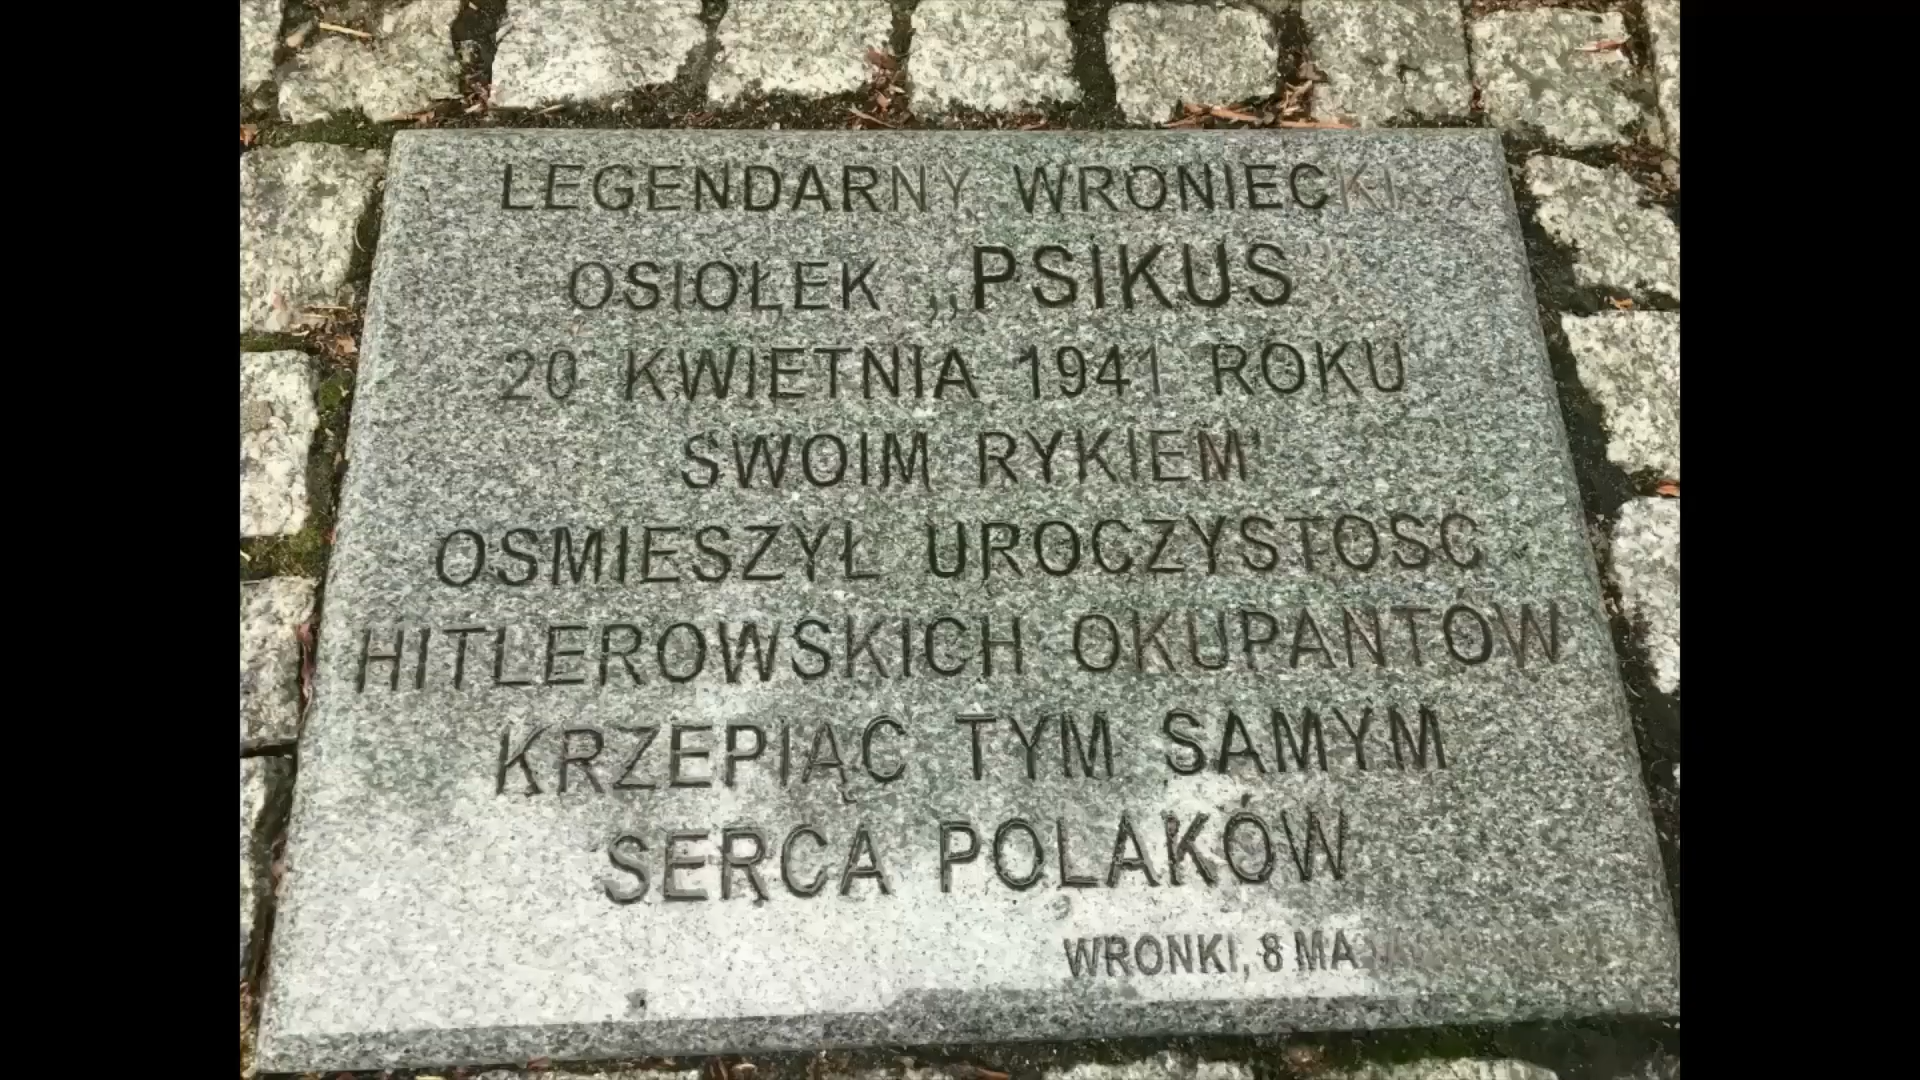 LEGENDARNY WRONIECKI
OSIOŁEK „PSIKUS”
20 KWIETNIA 1941 ROKU
SWOIM RYKIEM
OSMIESZYŁ UROCZYSTOSC
HITLEROWSKICH OKUPANTÓW
KRZEPIĄC TYM SAMYM
SERCA POLAKÓW
WRONKI, 8 MA